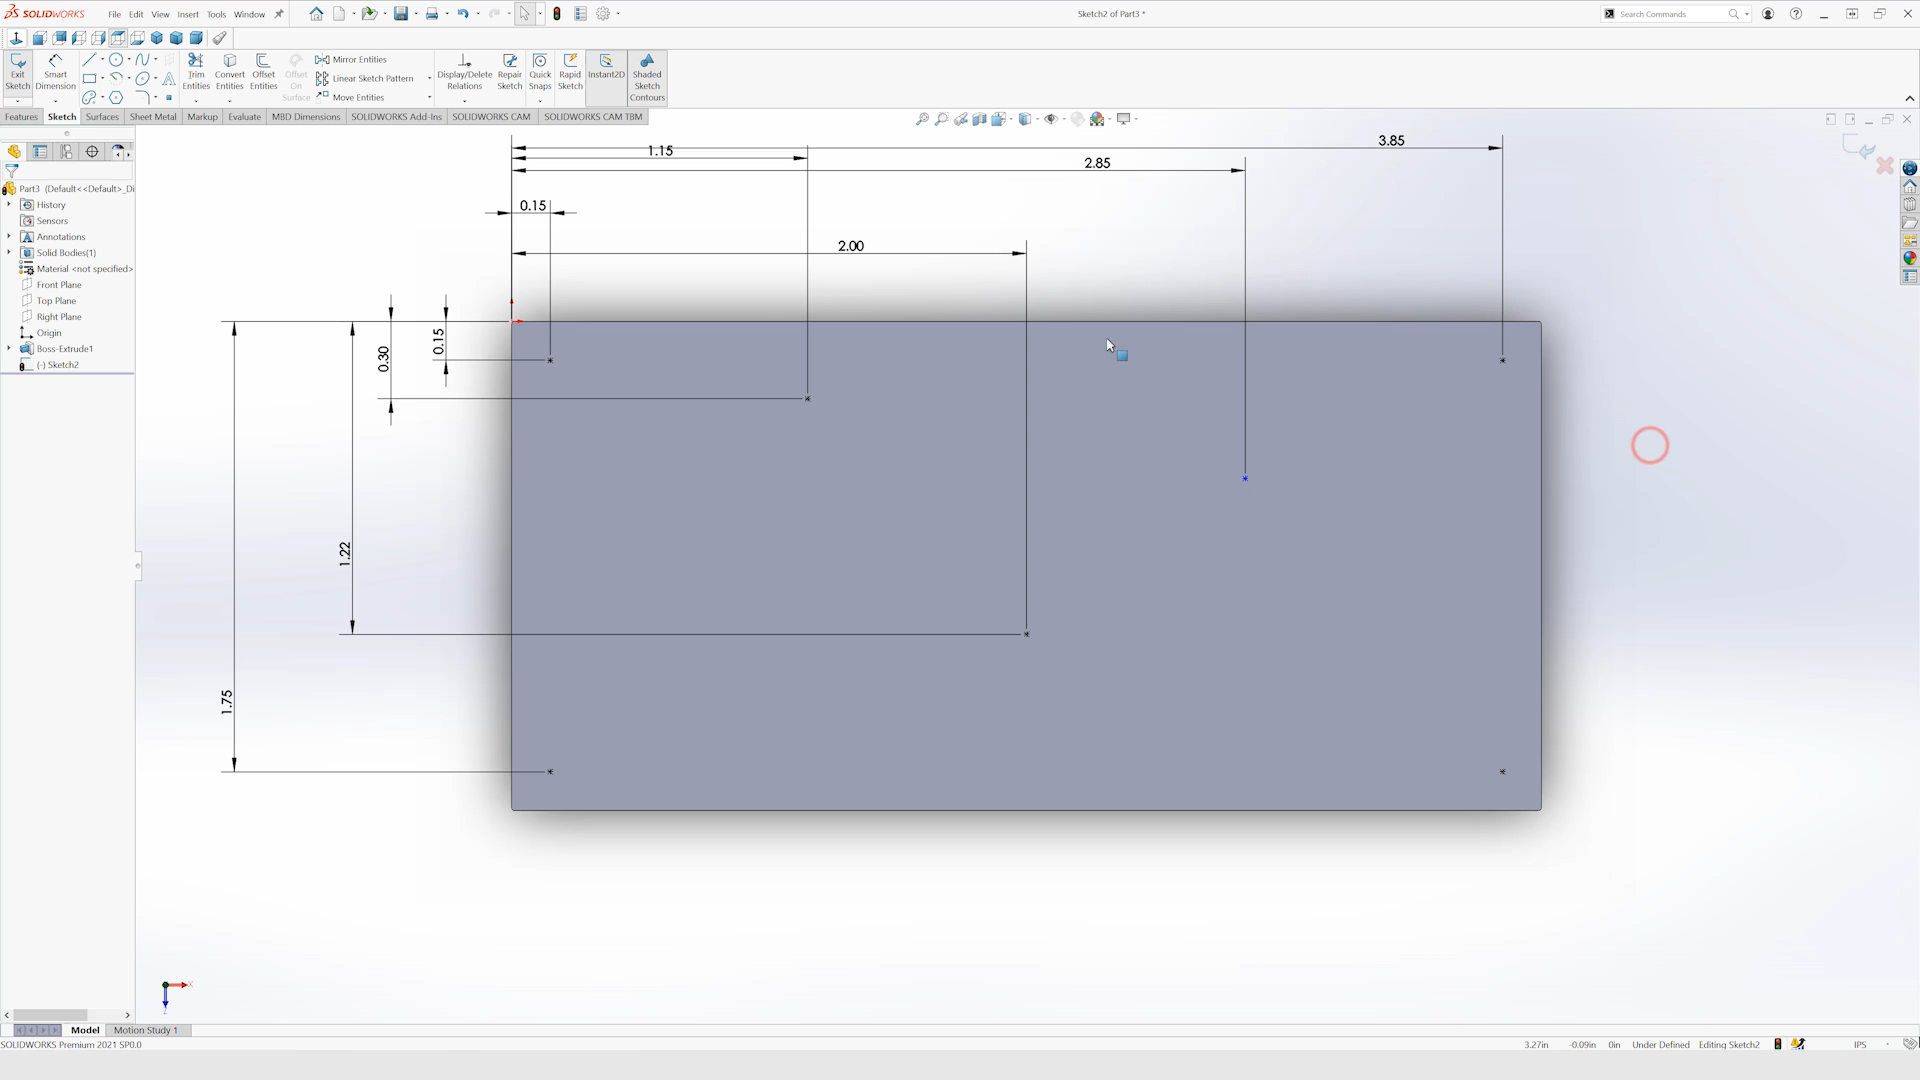 SOLIDWORKS File Edit View Insert Tools Window Sketch2 of Part3 * Search Commands
Exit Sketch
Smart Dimension
Trim Entities
Convert Entities
Offset Entities
Offset On Surface
Mirror Entities
Linear Sketch Pattern
Move Entities
Display/Delete Relations
Repair Sketch
Quick Snaps
Rapid Sketch
Instant2D
Shaded Sketch Contours
Features Sketch Surfaces Sheet Metal Markup Evaluate MBD Dimensions SOLIDWORKS Add-Ins SOLIDWORKS CAM SOLIDWORKS CAM TBM
Part3 (Default<<Default>_Di
History
Sensors
Annotations
Solid Bodies(1)
Material <not specified>
Front Plane
Top Plane
Right Plane
Origin
Boss-Extrude1
(-) Sketch2
3.85
1.15
2.85
0.15
2.00
0.15
0.30
1.22
1.75
Model Motion Study 1
SOLIDWORKS Premium 2021 SP0.0 3.27in -0.09in 0in Under Defined Editing Sketch2 IPS